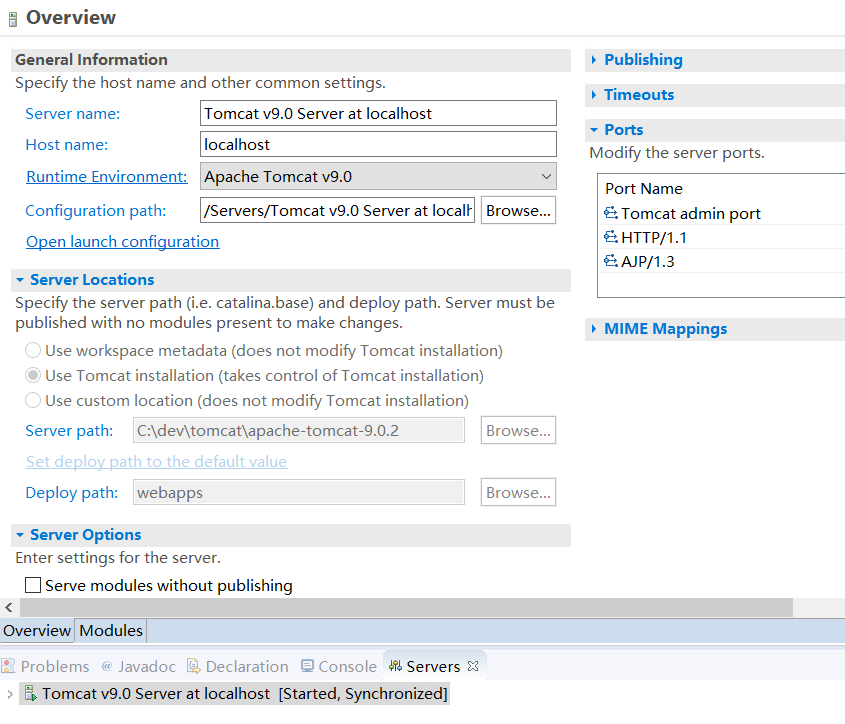 Overview
General Information
Specify the host name and other common settings.
Server name:
Tomcat v9.0 Server at localhost
Host name:
localhost
Runtime Environment:
Apache Tomcat v9.0
Configuration path:
/Servers/Tomcat v9.0 Server at localh
Browse...
Open launch configuration
Server Locations
Specify the server path (i.e. catalina.base) and deploy path. Server must be
published with no modules present to make changes.
Use workspace metadata (does not modify Tomcat installation)
Use Tomcat installation (takes control of Tomcat installation)
Use custom location (does not modify Tomcat installation)
Server path:
C:\dev\tomcat\apache-tomcat-9.0.2
Browse...
Set deploy path to the default value
Deploy path:
webapps
Browse...
Server Options
Enter settings for the server.
Serve modules without publishing
Publishing
Timeouts
Ports
Modify the server ports.
Port Name
Tomcat admin port
HTTP/1.1
AJP/1.3
MIME Mappings
Overview Modules
Problems @ Javadoc Declaration Console Servers
Tomcat v9.0 Server at localhost [Started, Synchronized]